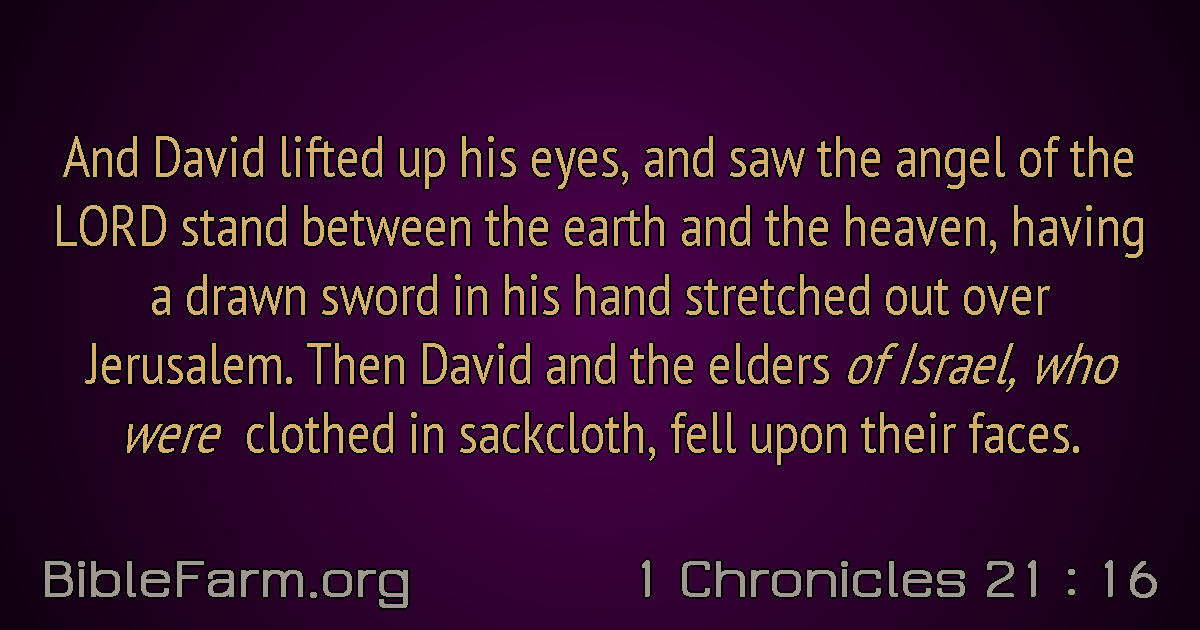 And David lifted up his eyes, and saw the angel of the
LORD stand between the earth and the heaven, having
a drawn sword in his hand stretched out over
Jerusalem. Then David and the elders of Israel, who
were clothed in sackcloth, fell upon their faces.
BibleFarm.org
1 Chronicles 21 : 16